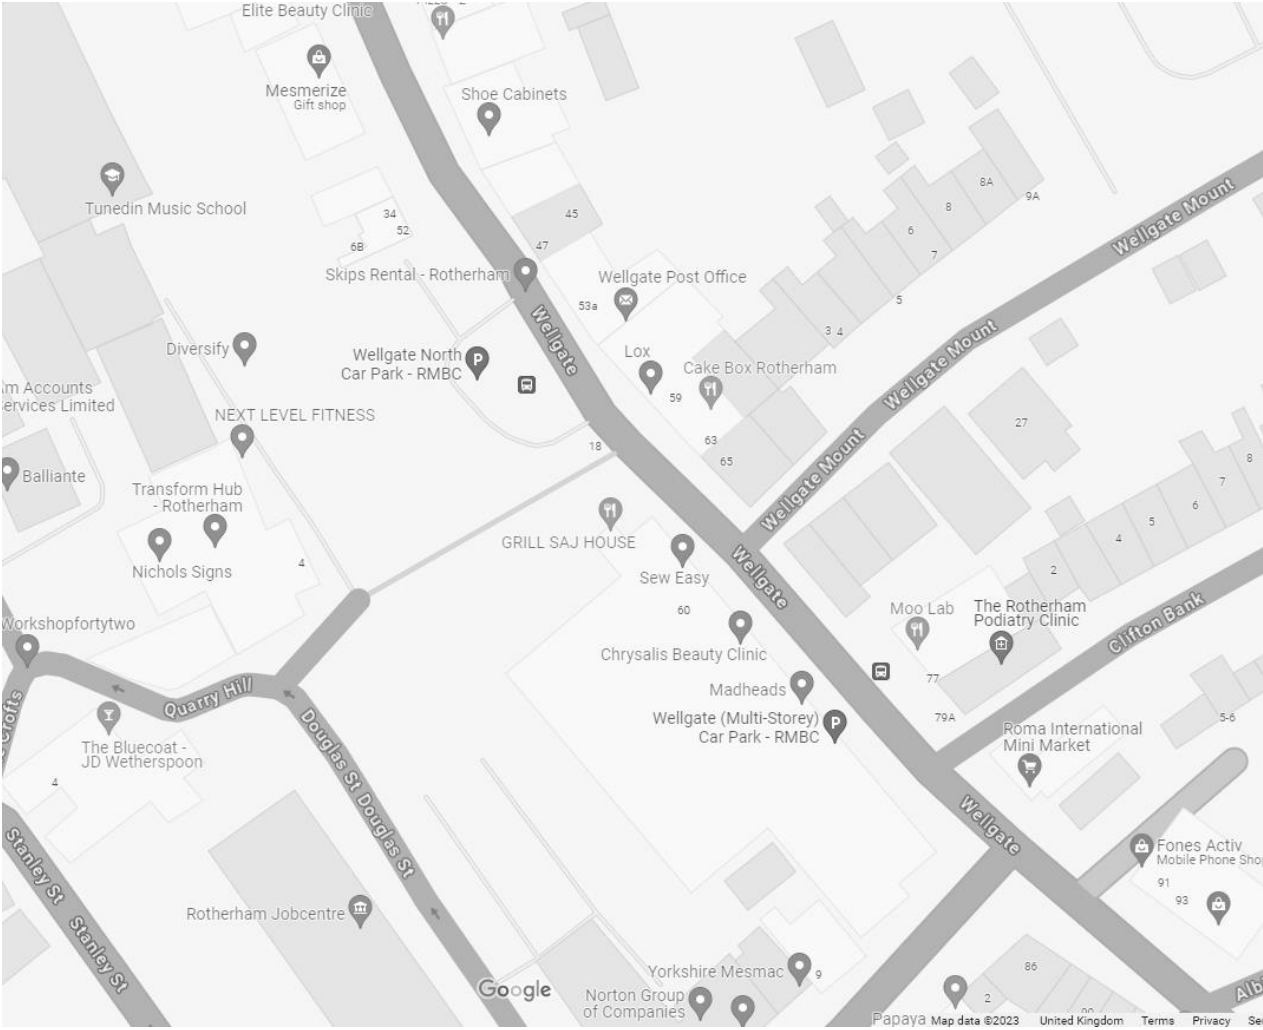 Elite Beauty Clinic
Mesmerize
Gift shop
Shoe Cabinets
Tunedin Music School
34
52
6B
45
47
Skips Rental - Rotherham
Wellgate
53a
Wellgate Post Office
8A
9A
8
6
7
5
3
4
Wellgate Mount
Wellgate Mount
Wellgate Mount
Diversify
Wellgate North
Car Park - RMBC
Lox
Cake Box Rotherham
59
63
65
18
27
Accounts
Services Limited
NEXT LEVEL FITNESS
Balliante
Transform Hub
- Rotherham
Nichols Signs
4
GRILL SAJ HOUSE
Sew Easy
60
Wellgate
8
7
6
5
4
2
Workshopfortytwo
Chrysalis Beauty Clinic
Moo Lab
The Rotherham
Podiatry Clinic
Clifton Bank
Madheads
Wellgate (Multi-Storey)
Car Park - RMBC
77
79A
5-6
Crofts
Quarry Hill
Douglas St
Douglas St
The Bluecoat -
JD Wetherspoon
4
Roma International
Mini Market
Wellgate
Stanley St
Stanley St
Fones Activ
Mobile Phone Shop
91
93
Rotherham Jobcentre
Google
Yorkshire Mesmac
9
Norton Group
of Companies
86
2
Papaya
Map data ©2023
United Kingdom
Terms
Privacy